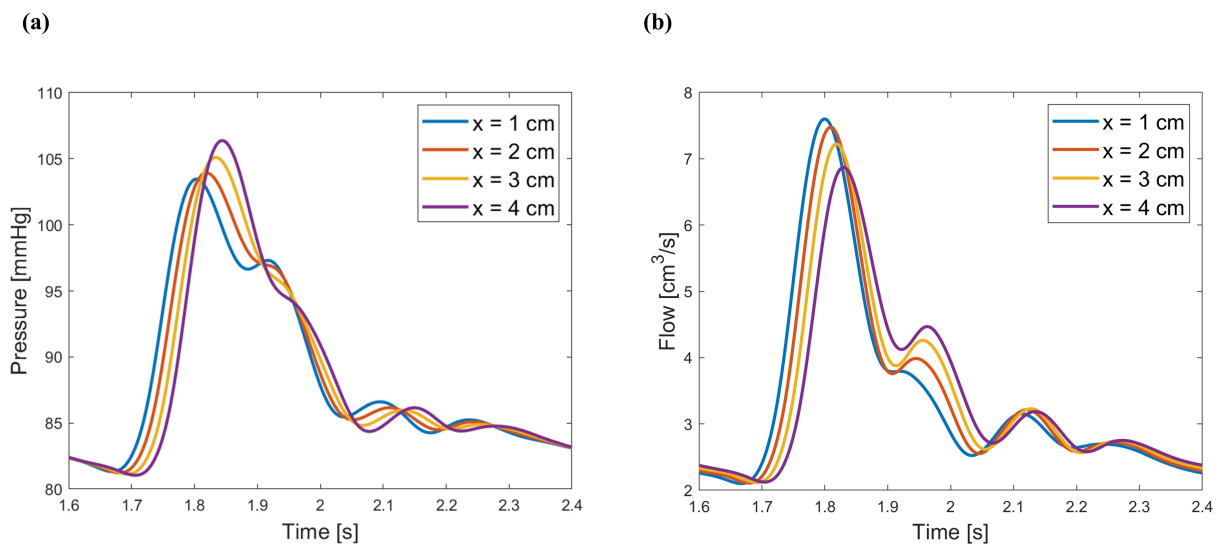 (a)
(b)
110
105
100
95
90
85
80
Pressure [mmHg]
1.6 1.7 1.8 1.9 2 2.1 2.2 2.3 2.4
Time [s]
x = 1 cm
x = 2 cm
x = 3 cm
x = 4 cm
8
7
6
5
4
3
2
Flow [cm³/s]
1.6 1.7 1.8 1.9 2 2.1 2.2 2.3 2.4
Time [s]
x = 1 cm
x = 2 cm
x = 3 cm
x = 4 cm